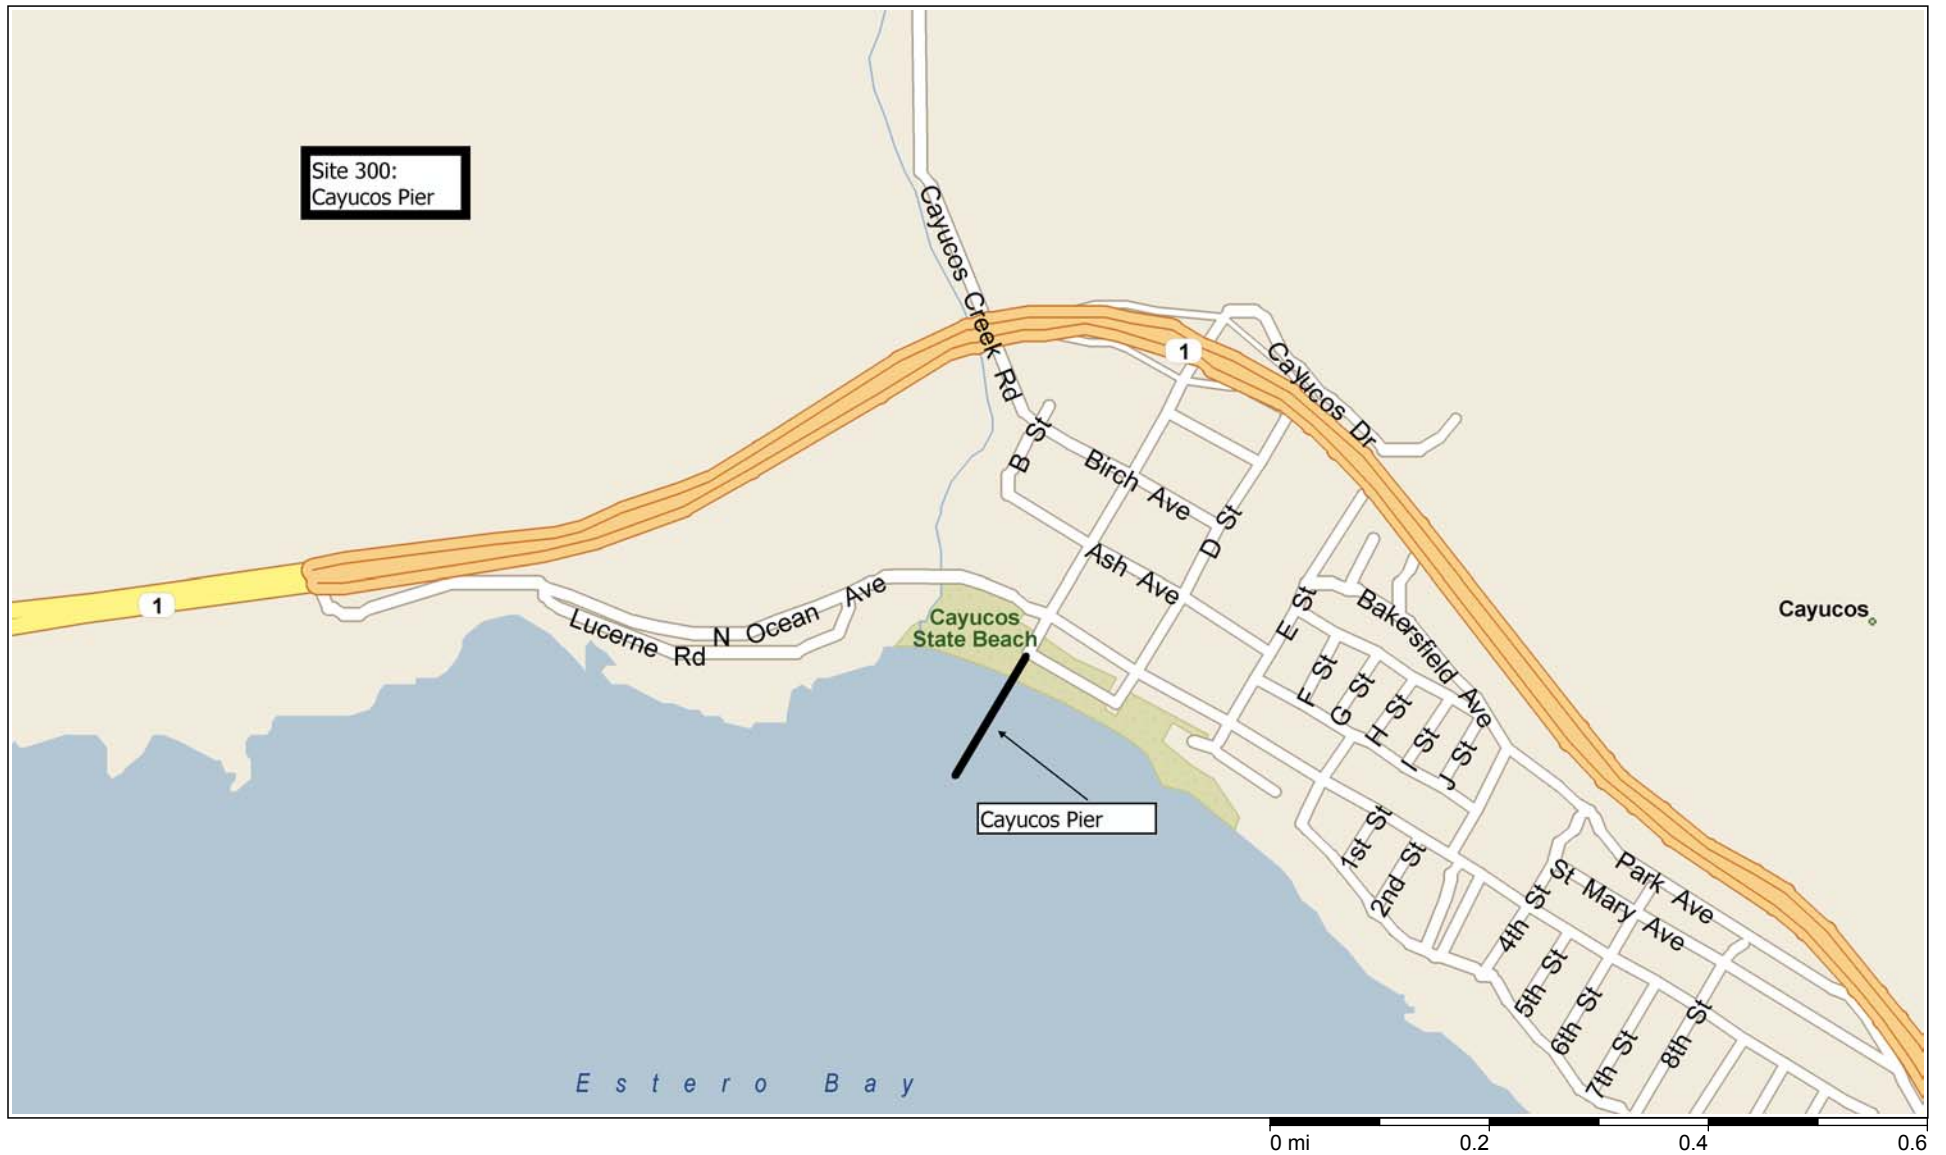 Site 300:
Cayucos Pier
Cayucos Creek Rd
1
Cayucos Dr
B St
Birch Ave
D St
Ash Ave
1
N Ocean Ave
Lucerne Rd
Cayucos
State Beach
E St
Bakersfield Ave
Cayucos
F St
G St
H St
I St
J St
Cayucos Pier
1st St
2nd St
Park Ave
St Mary Ave
4th St
5th St
6th St
7th St
8th St
Estero Bay
0 mi 0.2 0.4 0.6